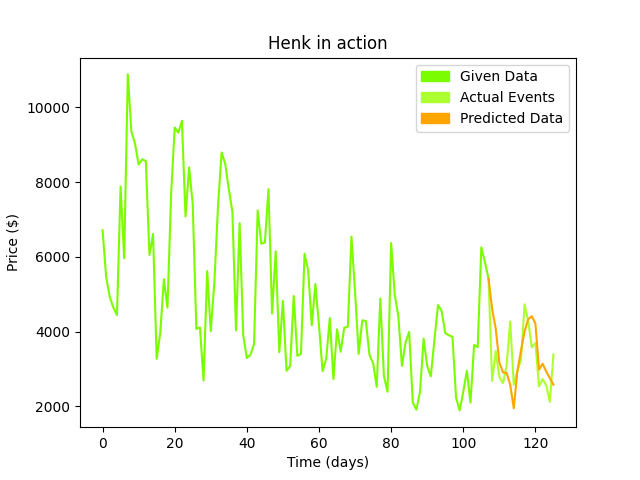 Henk in action
Given Data
Actual Events
Predicted Data
Price ($)
10000
8000
6000
4000
2000
0 20 40 60 80 100 120
Time (days)